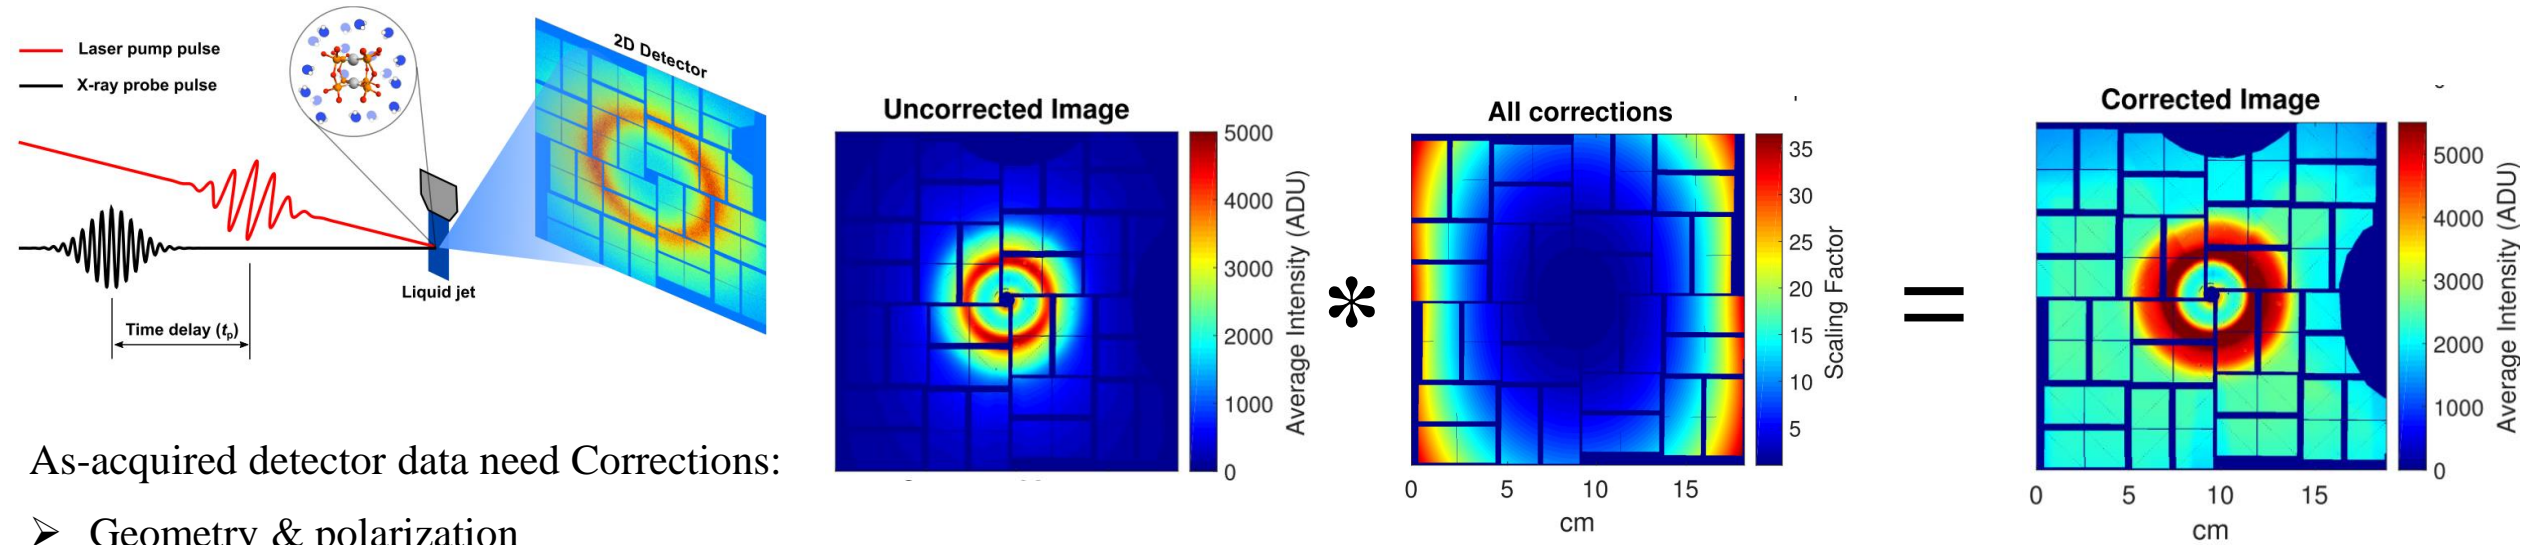 Laser pump pulse
X-ray probe pulse
2D Detector
Liquid jet
Time delay (tp)
As-acquired detector data need Corrections:
➤ Geometry & polarization
Uncorrected Image
5000
4000
3000
2000
1000
0
Average Intensity (ADU)
*
All corrections
35
30
25
20
15
10
5
Scaling Factor
0 5 10 15
cm
=
Corrected Image
5000
4000
3000
2000
1000
0
Average Intensity (ADU)
0 5 10 15
cm